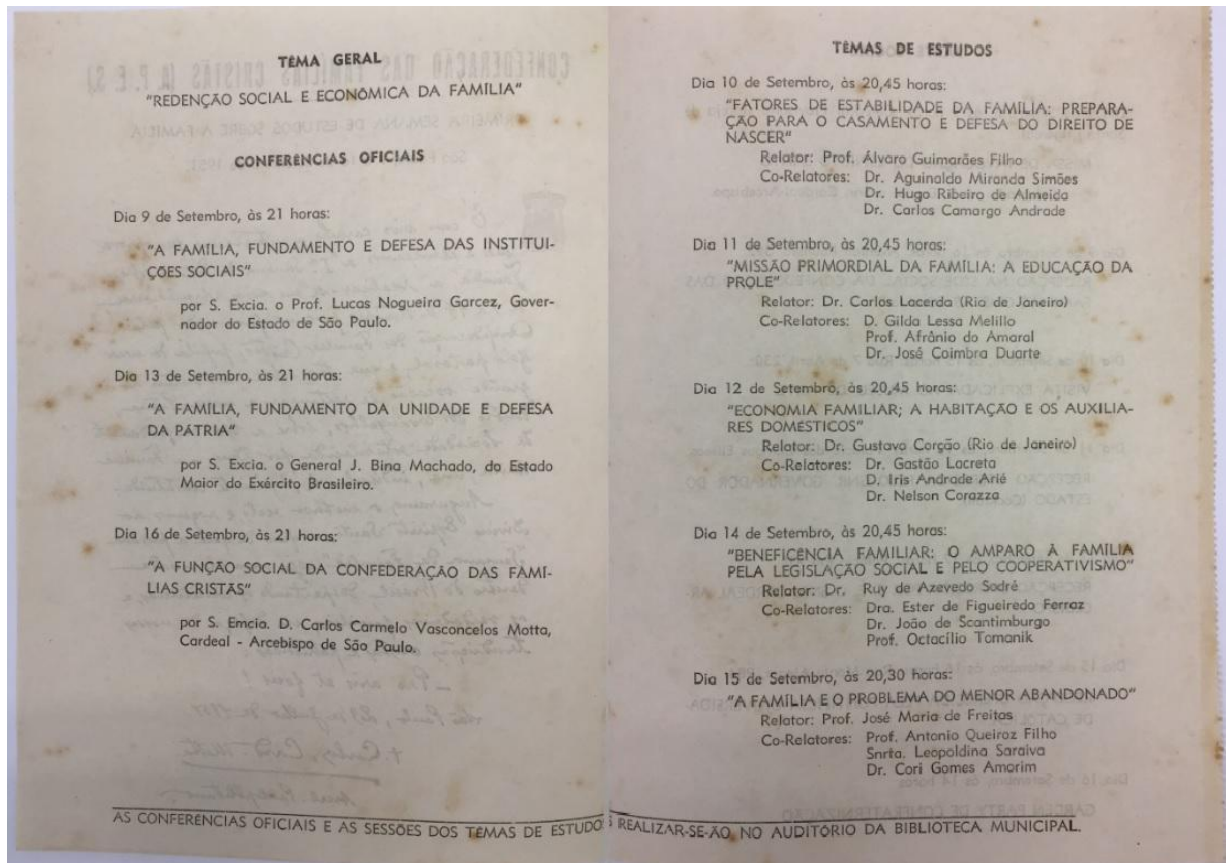 TÊMA GERAL
"REDENÇÃO SOCIAL E ECONÔMICA DA FAMÍLIA"
CONFERÊNCIAS OFICIAIS
Dia 9 de Setembro, às 21 horas:
"A FAMÍLIA, FUNDAMENTO E DEFESA DAS INSTITUI-
ÇÕES SOCIAIS"
por S. Excia. o Prof. Lucas Nogueira Garcez, Gover-
nador do Estado de São Paulo.
Dia 13 de Setembro, às 21 horas:
"A FAMÍLIA, FUNDAMENTO DA UNIDADE E DEFESA
DA PÁTRIA"
por S. Excia. o General J. Bina Machado, do Estado
Maior do Exército Brasileiro.
Dia 16 de Setembro, às 21 horas:
"A FUNÇÃO SOCIAL DA CONFEDERAÇÃO DAS FAMÍ-
LIAS CRISTÃS"
por S. Emcia. D. Carlos Carmelo Vasconcelos Motta,
Cardeal - Arcebispo de São Paulo.
TÊMAS DE ESTUDOS
Dia 10 de Setembro, às 20,45 horas:
"FATORES DE ESTABILIDADE DA FAMÍLIA: PREPARA-
ÇÃO PARA O CASAMENTO E DEFESA DO DIREITO DE
NASCER"
Relator: Prof. Álvaro Guimarães Filho
Co-Relatores: Dr. Aguinaldo Miranda Simões
Dr. Hugo Ribeiro de Almeida
Dr. Carlos Camargo Andrade
Dia 11 de Setembro, às 20,45 horas:
"MISSÃO PRIMORDIAL DA FAMÍLIA: A EDUCAÇÃO DA
PROLE"
Relator: Dr. Carlos Lacerda (Rio de Janeiro)
Co-Relatores: D. Gilda Lessa Melillo
Prof. Afrânio do Amaral
Dr. José Coimbra Duarte
Dia 12 de Setembro, às 20,45 horas:
"ECONOMIA FAMILIAR; A HABITAÇÃO E OS AUXILIA-
RES DOMÉSTICOS"
Relator: Dr. Gustavo Corção (Rio de Janeiro)
Co-Relatores: Dr. Gastão Lacreta
D. Iris Andrade Arié
Dr. Nelson Corazza
Dia 14 de Setembro, às 20,45 horas:
"BENEFICÊNCIA FAMILIAR: O AMPARO À FAMÍLIA
PELA LEGISLAÇÃO SOCIAL E PELO COOPERATIVISMO"
Relator: Dr. Ruy de Azevedo Sodré
Co-Relatores: Dra. Ester de Figueiredo Ferraz
Dr. João de Scantimburgo
Prof. Octacílio Tomanik
Dia 15 de Setembro, às 20,30 horas:
"A FAMÍLIA E O PROBLEMA DO MENOR ABANDONADO"
Relator: Prof. José Maria de Freitas
Co-Relatores: Prof. Antonio Queiroz Filho
Snrta. Leopoldina Saraiva
Dr. Cori Gomes Amorim
AS CONFERÊNCIAS OFICIAIS E AS SESSÕES DOS TÊMAS DE ESTUDOS REALIZAR-SE-ÃO NO AUDITÓRIO DA BIBLIOTECA MUNICIPAL.